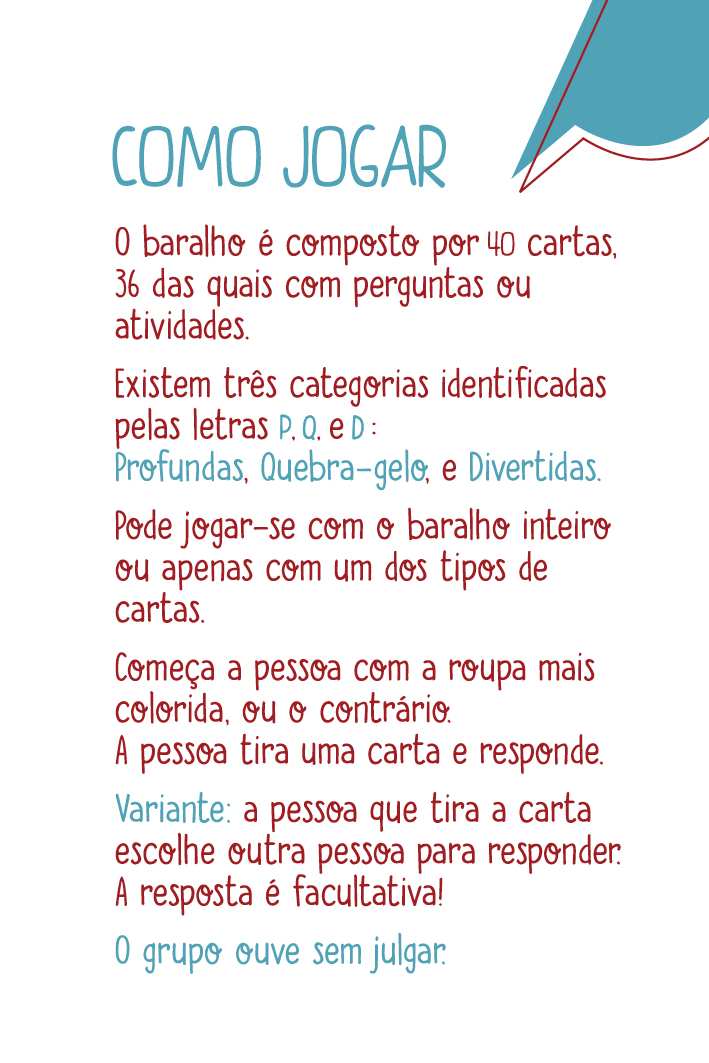 COMO JOGAR
O baralho é composto por 40 cartas,
36 das quais com perguntas ou
atividades.
Existem três categorias identificadas
pelas letras P, Q, e D:
Profundas, Quebra-gelo, e Divertidas.
Pode jogar-se com o baralho inteiro
ou apenas com um dos tipos de
cartas.
Começa a pessoa com a roupa mais
colorida, ou o contrário.
A pessoa tira uma carta e responde.
Variante: a pessoa que tira a carta
escolhe outra pessoa para responder.
A resposta é facultativa!
O grupo ouve sem julgar.